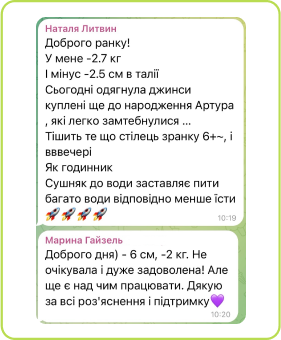 Наталя Литвин
Доброго ранку!
У мене -2.7 кг
І мінус -2.5 см в талії
Сьогодні одягнула джинси
куплені ще до народження Артура
, які легко замтебнулися ...
Тішить те що стілець зранку 6+~, і
вввечері
Як годинник
Сушняк до води заставляє пити
багато води відповідно менше їсти
🚀🚀🚀🚀
10:19
Марина Гайзель
Доброго дня) - 6 см, -2 кг. Не
очікувала і дуже задоволена! Але
ще є над чим працювати. Дякую
за всі роз'яснення і підтримку💜
10:20